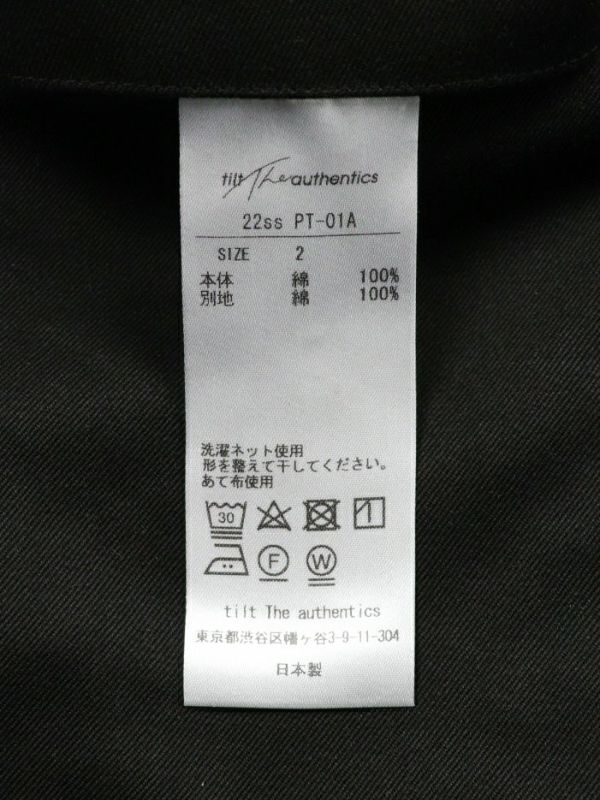 tilt The authentics
22ss PT-01A
SIZE 2
本体 綿 100%
別地 綿 100%
洗濯ネット使用
形を整えて干してください。
あて布使用
30
F W
tilt The authentics
東京都渋谷区幡ヶ谷3-9-11-304
日本製